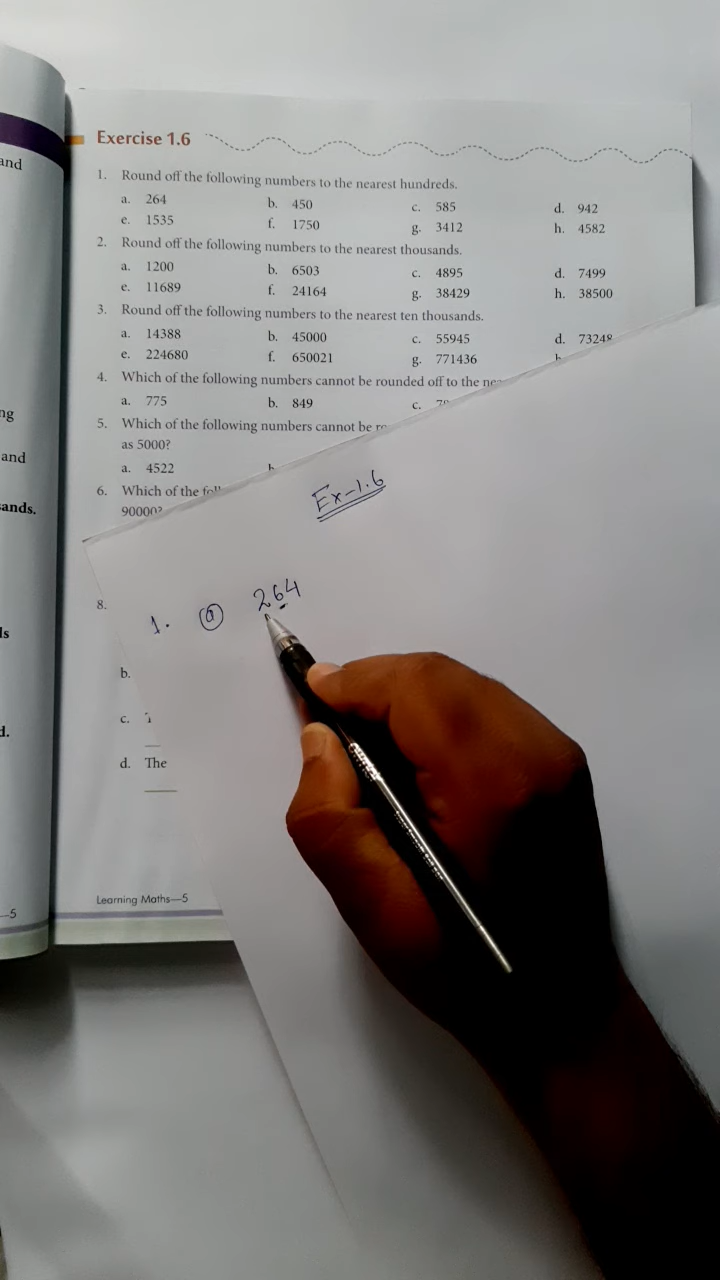 and
ng
and
sands.
ls
d.
—5
Exercise 1.6
1. Round off the following numbers to the nearest hundreds.
a. 264 b. 450 c. 585 d. 942
e. 1535 f. 1750 g. 3412 h. 4582
2. Round off the following numbers to the nearest thousands.
a. 1200 b. 6503 c. 4895 d. 7499
e. 11689 f. 24164 g. 38429 h. 38500
3. Round off the following numbers to the nearest ten thousands.
a. 14388 b. 45000 c. 55945 d. 73248
e. 224680 f. 650021 g. 771436
4. Which of the following numbers cannot be rounded off to the
a. 775 b. 849 c.
5. Which of the following numbers cannot be
as 5000?
a. 4522
6. Which of the
90000?
8.
b.
c.
d. The
Learning Maths—5
Ex-1.6
1. (a) 264